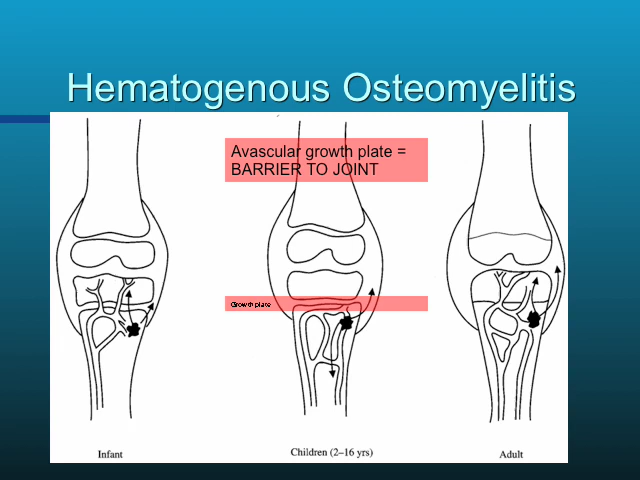 Hematogenous Osteomyelitis
Avascular growth plate =
BARRIER TO JOINT
Growth plate
Infant
Children (2–16 yrs)
Adult